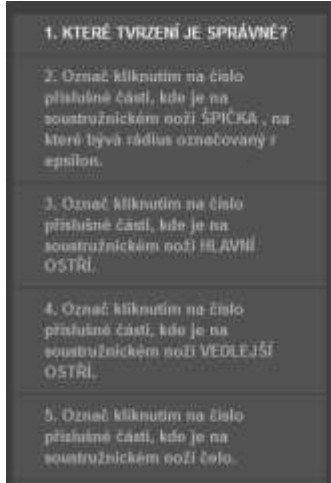 1. KTERÉ TVRZENÍ JE SPRÁVNÉ?
2. Označ kliknutím na číslo
příslušné části, kde je na
soustružnickém noži ŠPIČKA , na
které bývá rádius označovaný r
epsilon.
3. Označ kliknutím na číslo
příslušné části, kde je na
soustružnickém noži HLAVNÍ
OSTŘÍ.
4. Označ kliknutím na číslo
příslušné části, kde je na
soustružnickém noži VEDLEJŠÍ
OSTŘÍ.
5. Označ kliknutím na číslo
příslušné části, kde je na
soustružnickém noži čelo.